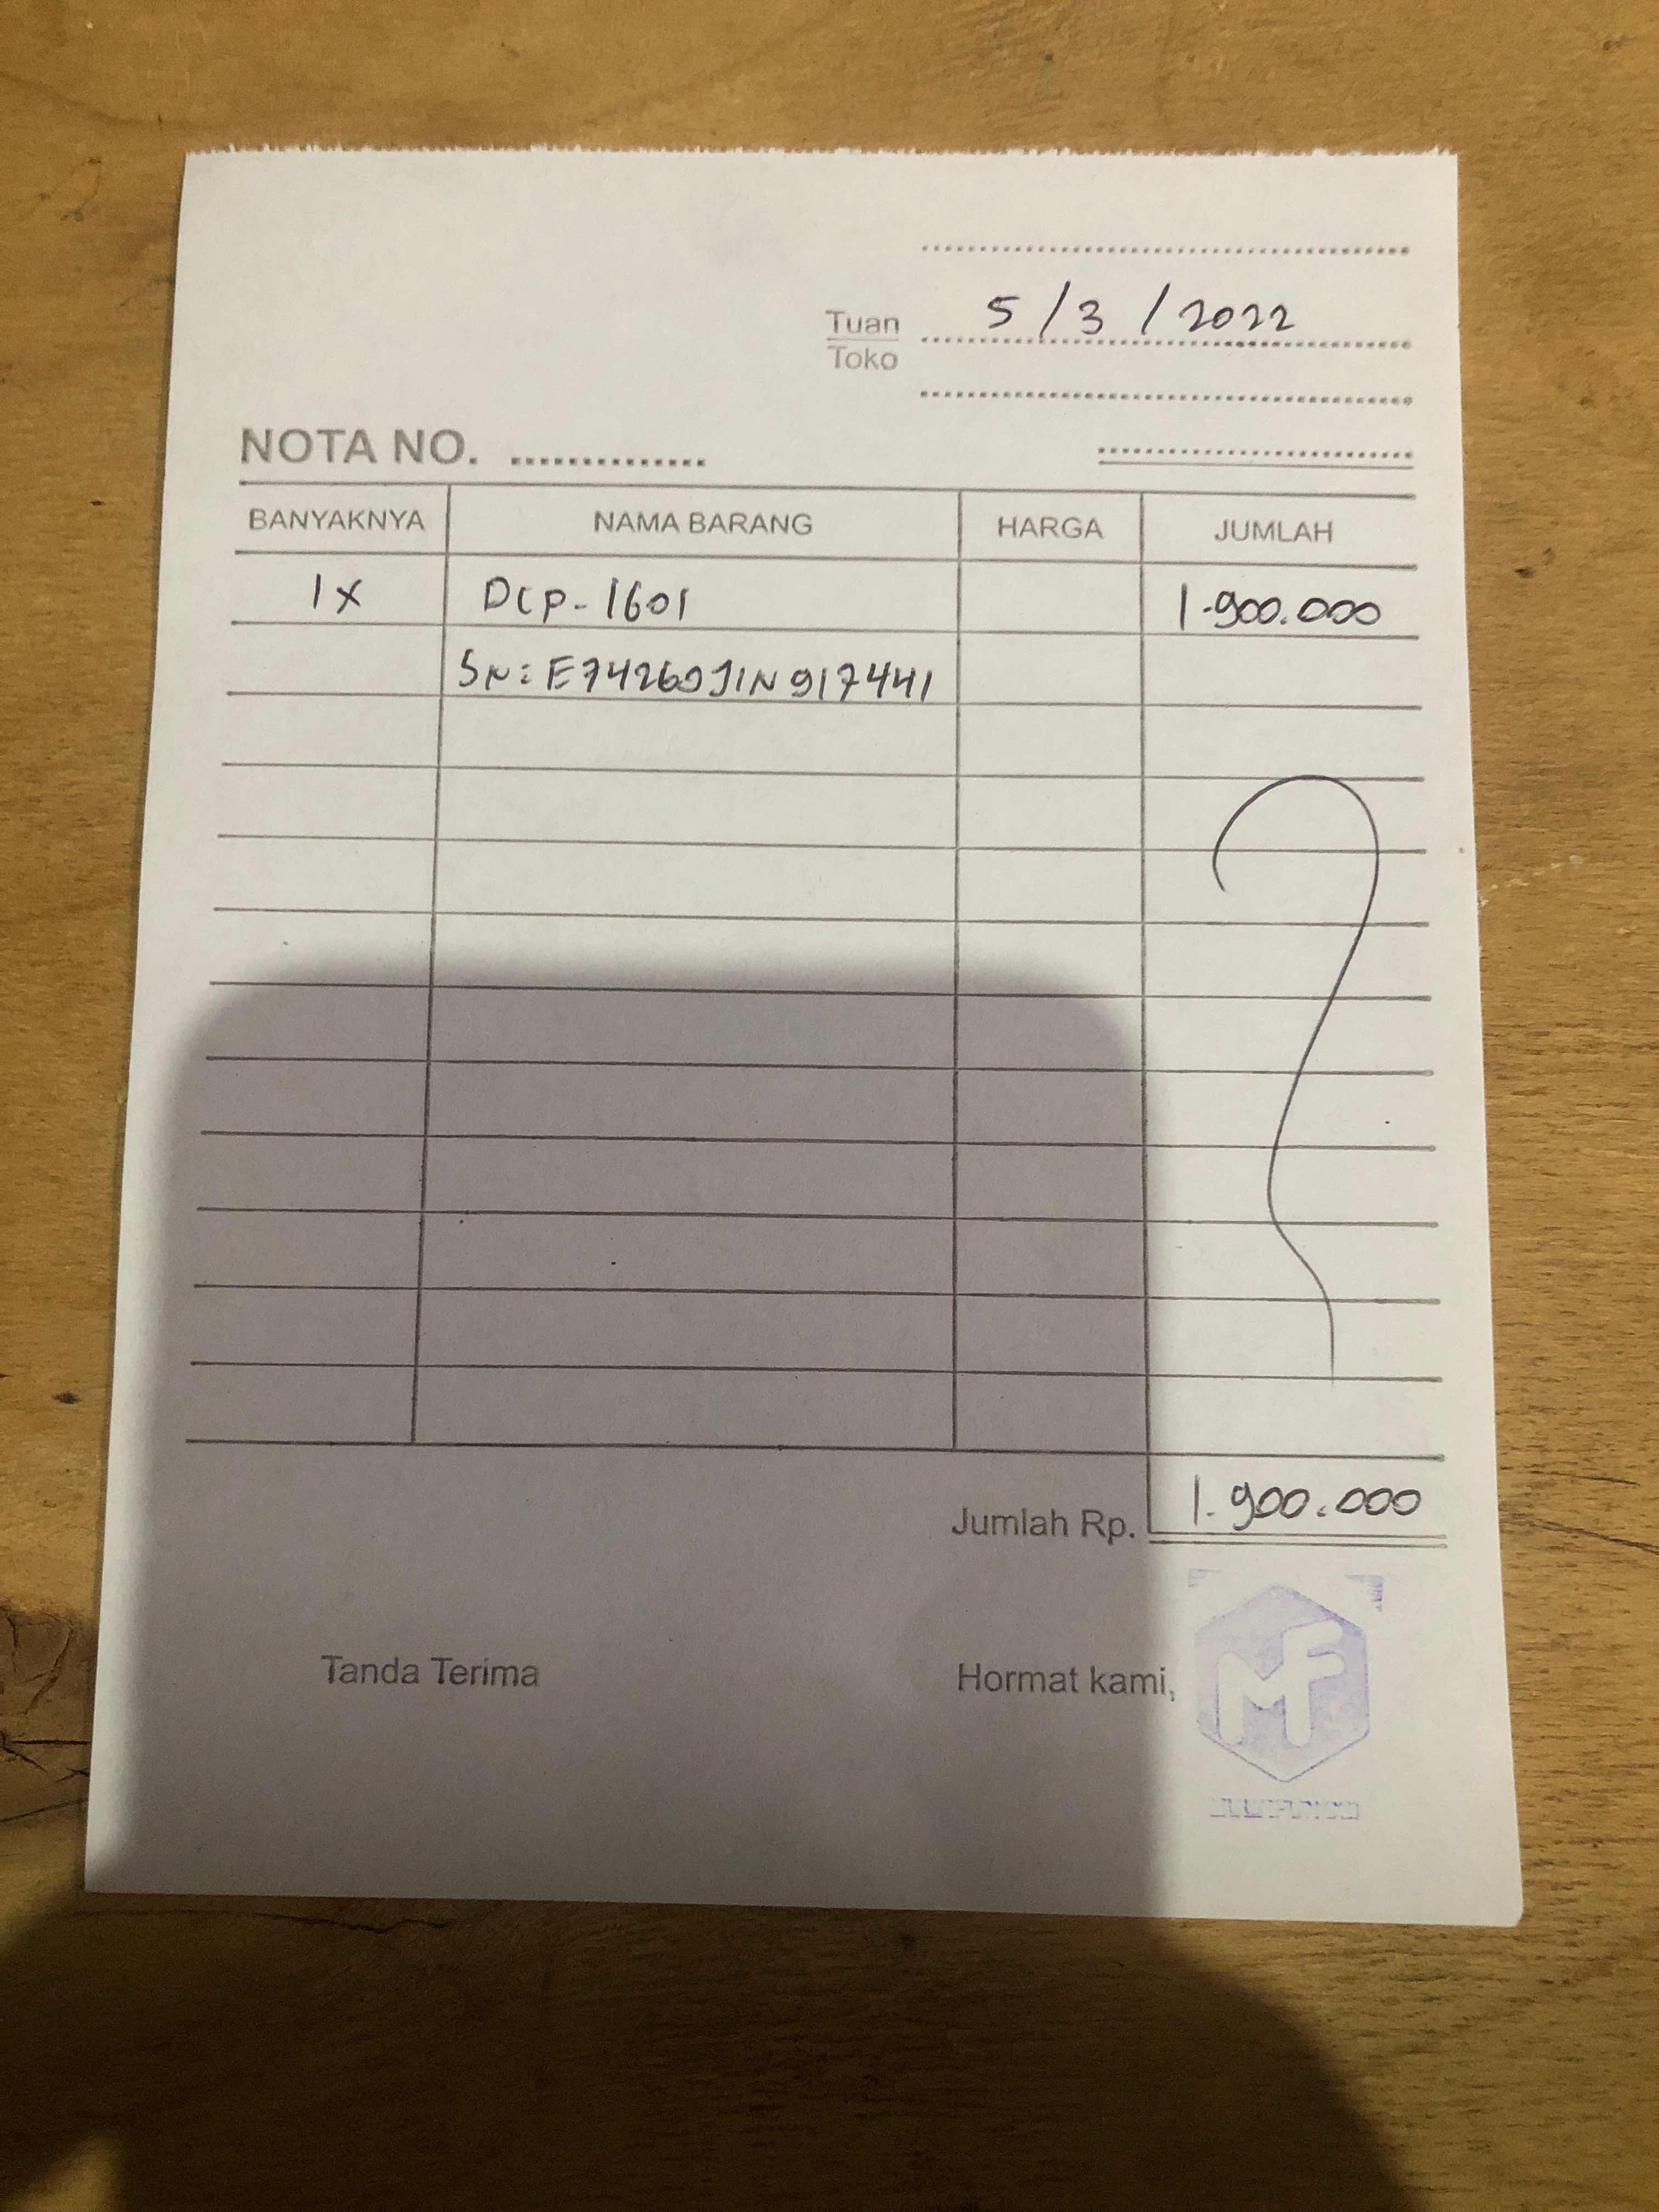 5/3/2022
Tuan
Toko
NOTA NO. ..............
BANYAKNYA NAMA BARANG HARGA JUMLAH
1x DCP-1601 1.900.000
SN: E74260J1N917441
Jumlah Rp. 1.900.000
Tanda Terima Hormat kami,
MF